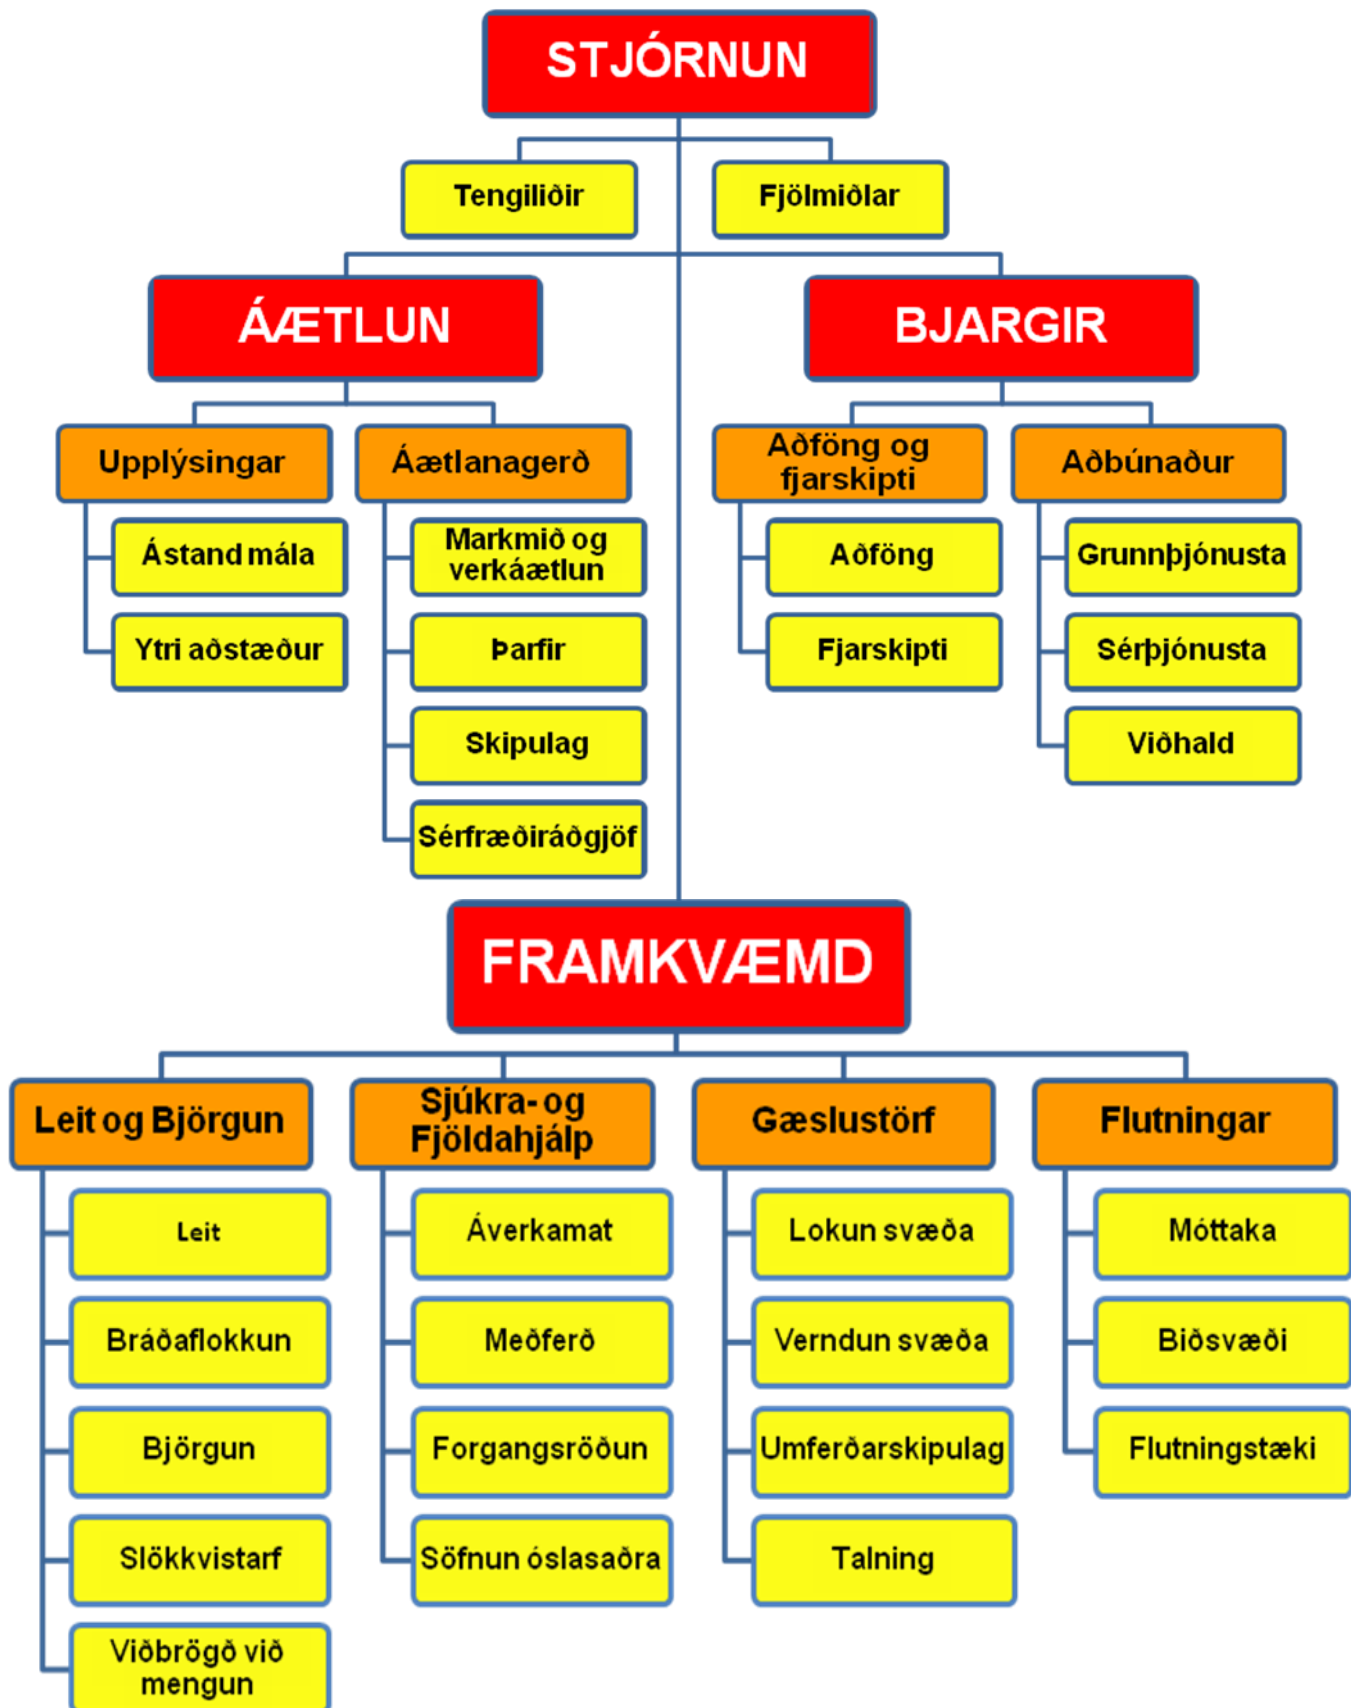 STJÓRNUN
Tengiliðir
Fjölmiðlar
ÁÆTLUN
BJARGIR
Upplýsingar
Ástand mála
Ytri aðstæður
Áætlanagerð
Markmið og
verkáætlun
Þarfir
Skipulag
Sérfræðiráðgjöf
Aðföng og
fjarskipti
Aðföng
Fjarskipti
Aðbúnaður
Grunnþjónusta
Sérþjónusta
Viðhald
FRAMKVÆMD
Leit og Björgun
Leit
Bráðaflokkun
Björgun
Slökkvistarf
Viðbrögð við
mengun
Sjúkra- og
Fjöldahjálp
Áverkamat
Meðferð
Forgangsröðun
Söfnun óslasaðra
Gæslustörf
Lokun svæða
Verndun svæða
Umferðarskipulag
Talning
Flutningar
Móttaka
Biðsvæði
Flutningstæki